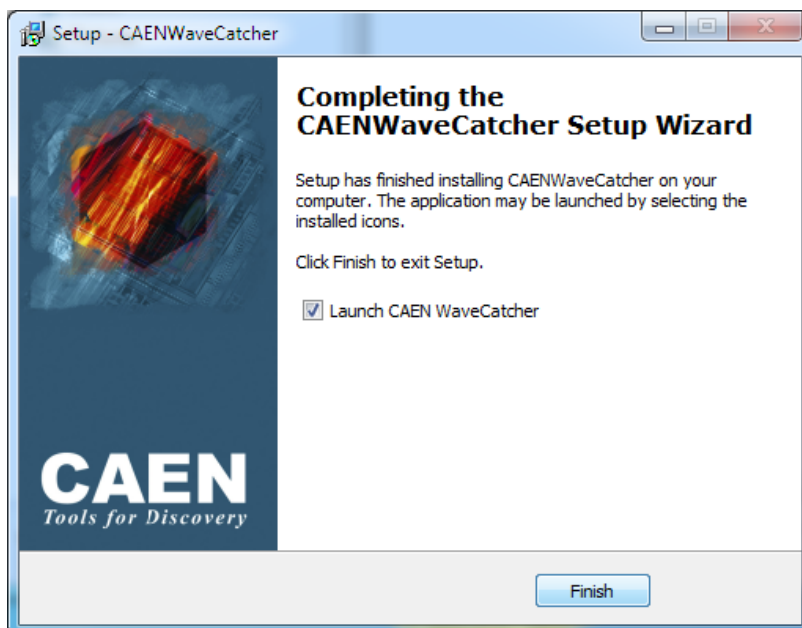 Setup - CAENWaveCatcher
Completing the
CAENWaveCatcher Setup Wizard
Setup has finished installing CAENWaveCatcher on your
computer. The application may be launched by selecting the
installed icons.
Click Finish to exit Setup.
Launch CAEN WaveCatcher
CAEN
Tools for Discovery
Finish